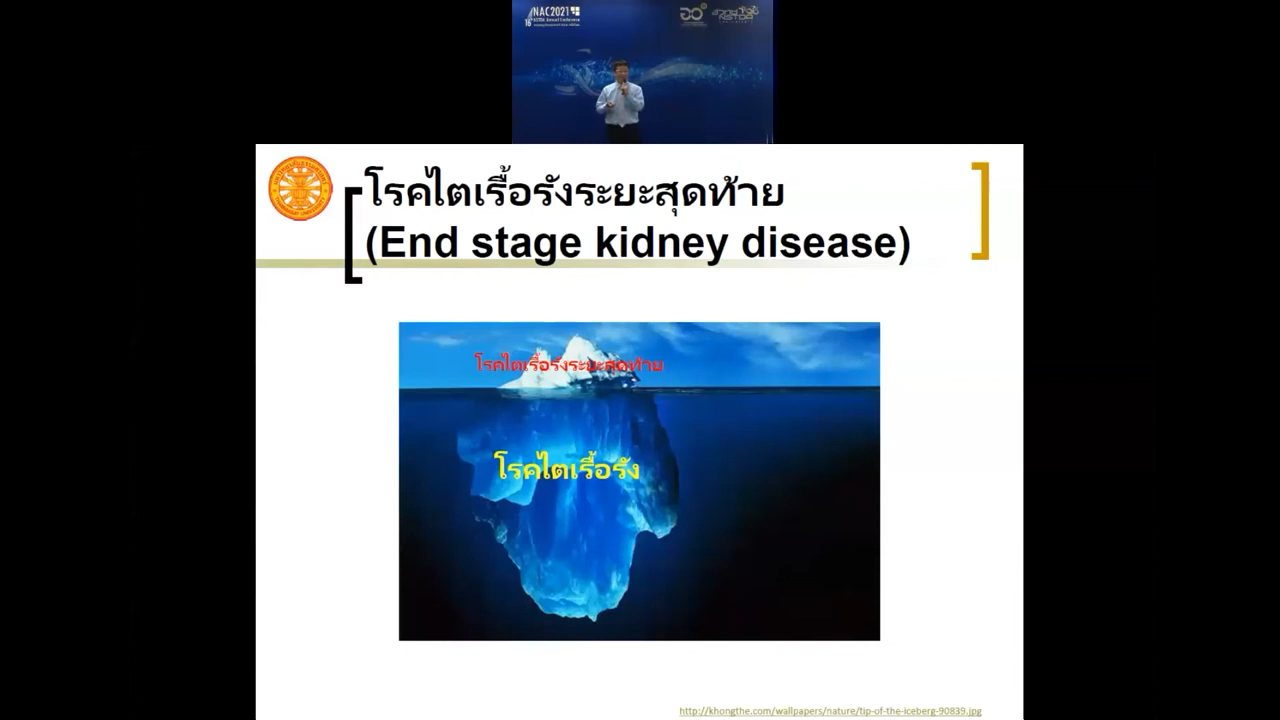 NAC2021
NSTDA Annual Conference
โรคไตเรื้อรังระยะสุดท้าย
(End stage kidney disease)
โรคไตเรื้อรังระยะสุดท้าย
โรคไตเรื้อรัง
http://khongthe.com/wallpapers/nature/tip-of-the-iceberg-90839.jpg